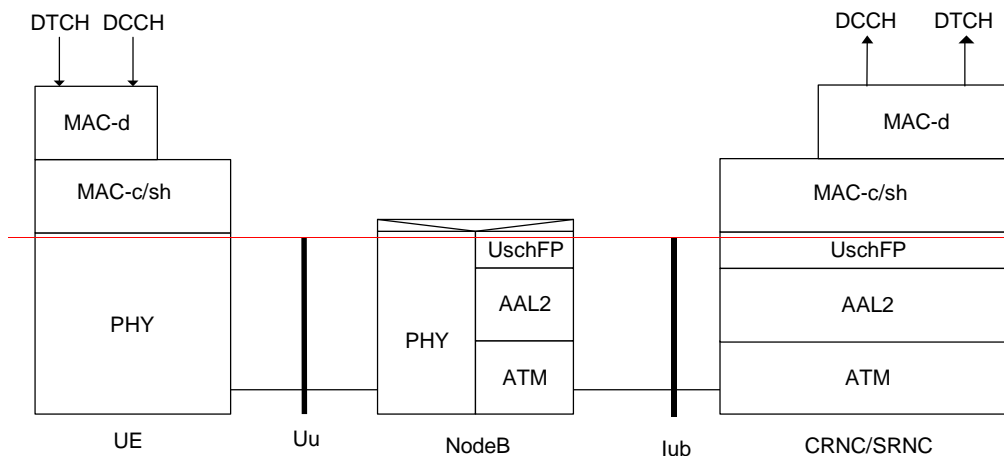 DTCH DCCH
DCCH DTCH
MAC-d
MAC-d
MAC-c/sh
MAC-c/sh
UschFP
UschFP
PHY
PHY
AAL2
AAL2
ATM
ATM
UE
Uu
NodeB
Iub
CRNC/SRNC